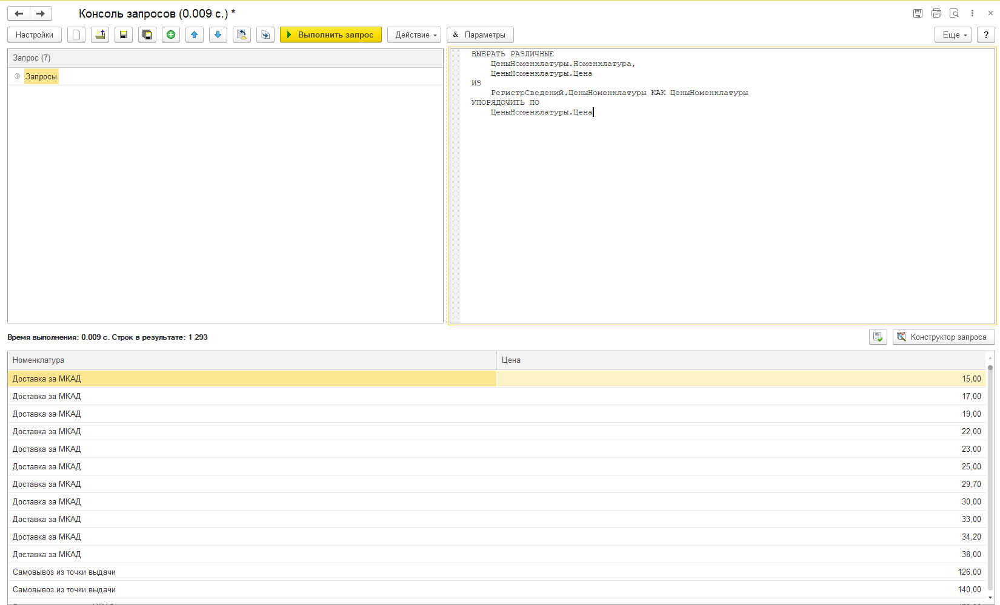 Консоль запросов (0.009 с.) *
Настройки
Выполнить запрос
Действие
& Параметры
Еще
?
Запрос (7)
Запросы
ВЫБРАТЬ РАЗЛИЧНЫЕ
ЦеныНоменклатуры.Номенклатура,
ЦеныНоменклатуры.Цена
ИЗ
РегистрСведений.ЦеныНоменклатуры КАК ЦеныНоменклатуры
УПОРЯДОЧИТЬ ПО
ЦеныНоменклатуры.Цена
Время выполнения: 0.009 с. Строк в результате: 1 293
Конструктор запроса
Номенклатура Цена
Доставка за МКАД 15,00
Доставка за МКАД 17,00
Доставка за МКАД 19,00
Доставка за МКАД 22,00
Доставка за МКАД 23,00
Доставка за МКАД 25,00
Доставка за МКАД 29,70
Доставка за МКАД 30,00
Доставка за МКАД 33,00
Доставка за МКАД 34,20
Доставка за МКАД 38,00
Самовывоз из точки выдачи 126,00
Самовывоз из точки выдачи 140,00